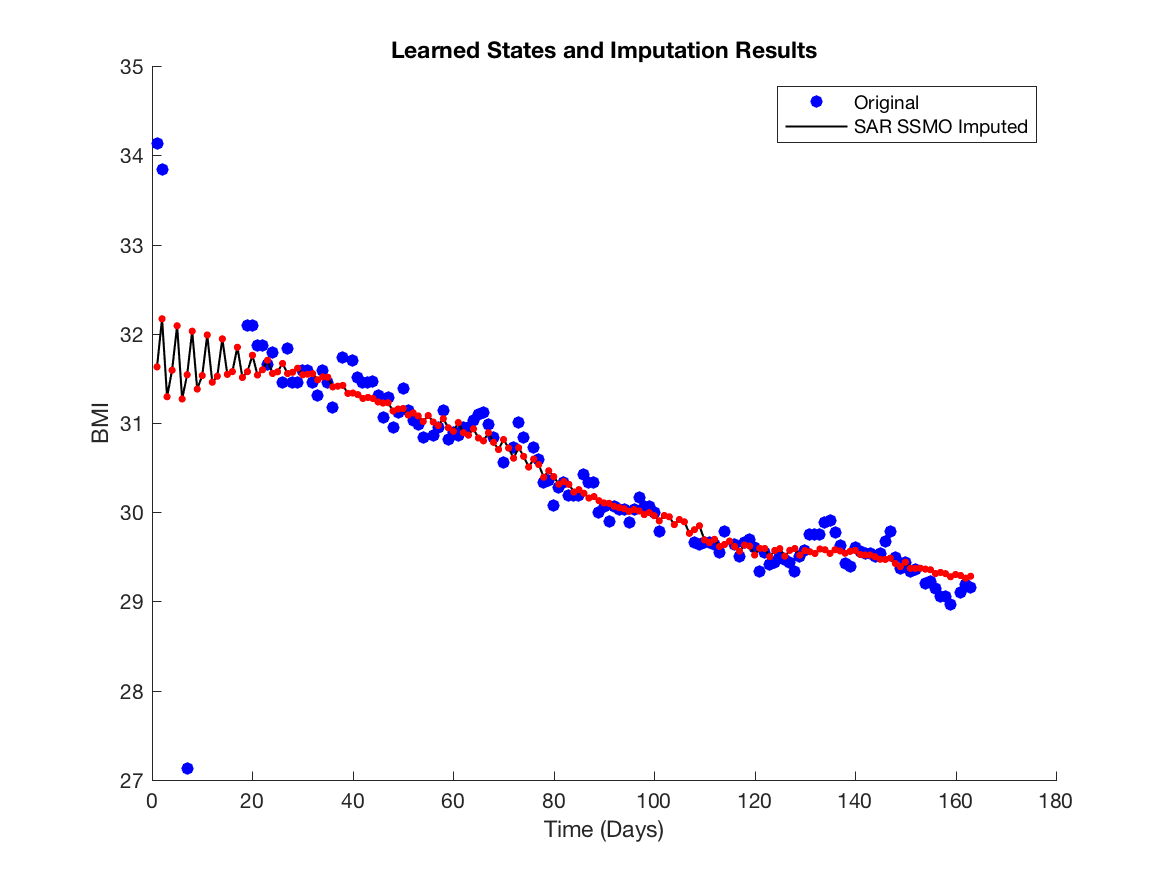 Learned States and Imputation Results
Original
SAR SSMO Imputed
BMI
35
34
33
32
31
30
29
28
27
0 20 40 60 80 100 120 140 160 180
Time (Days)